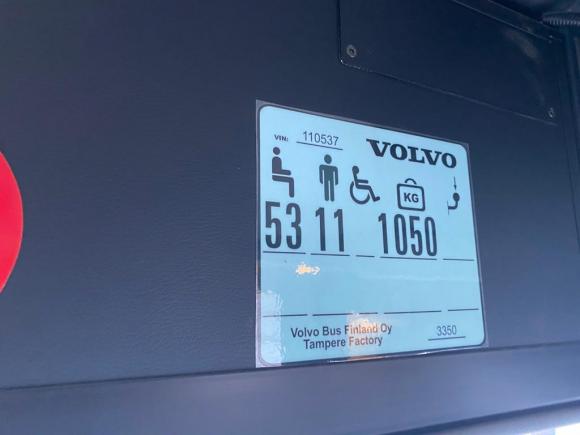 VIN: 110537 VOLVO
KG
53 11 1050
Volvo Bus Finland Oy 3350
Tampere Factory